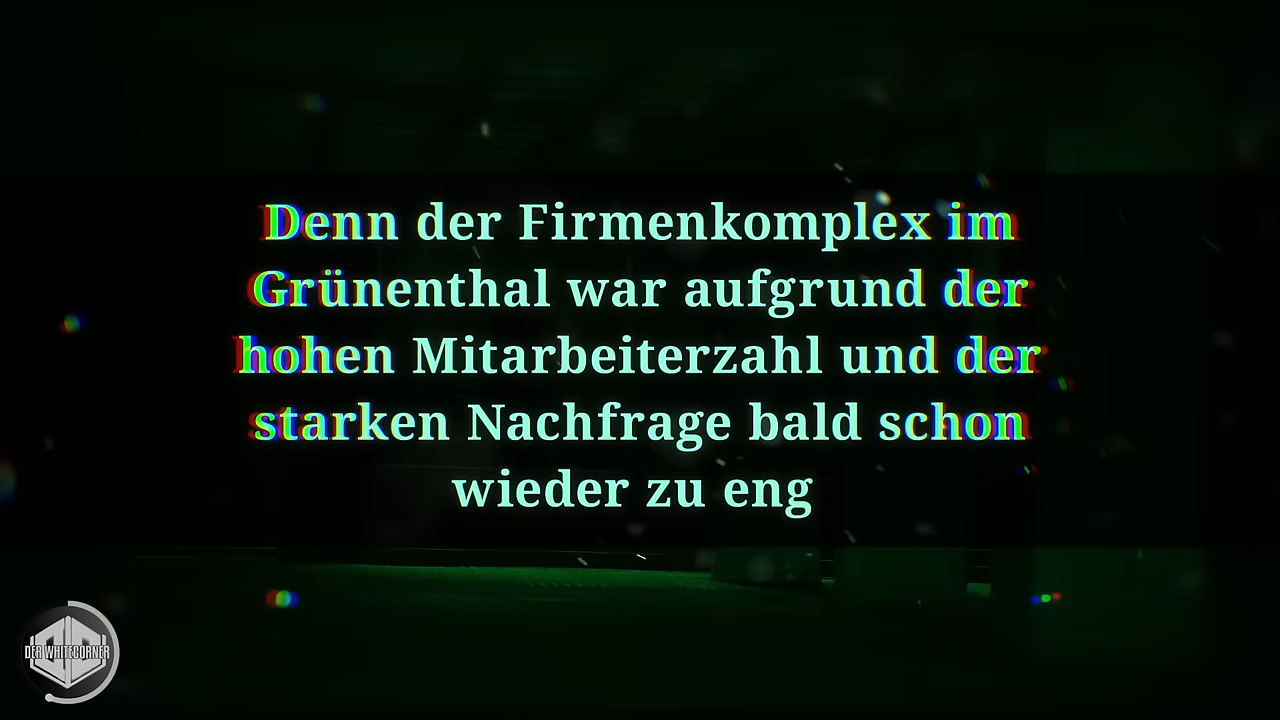 Denn der Firmenkomplex im
Grünenthal war aufgrund der
hohen Mitarbeiterzahl und der
starken Nachfrage bald schon
wieder zu eng
DER WHITECORNER